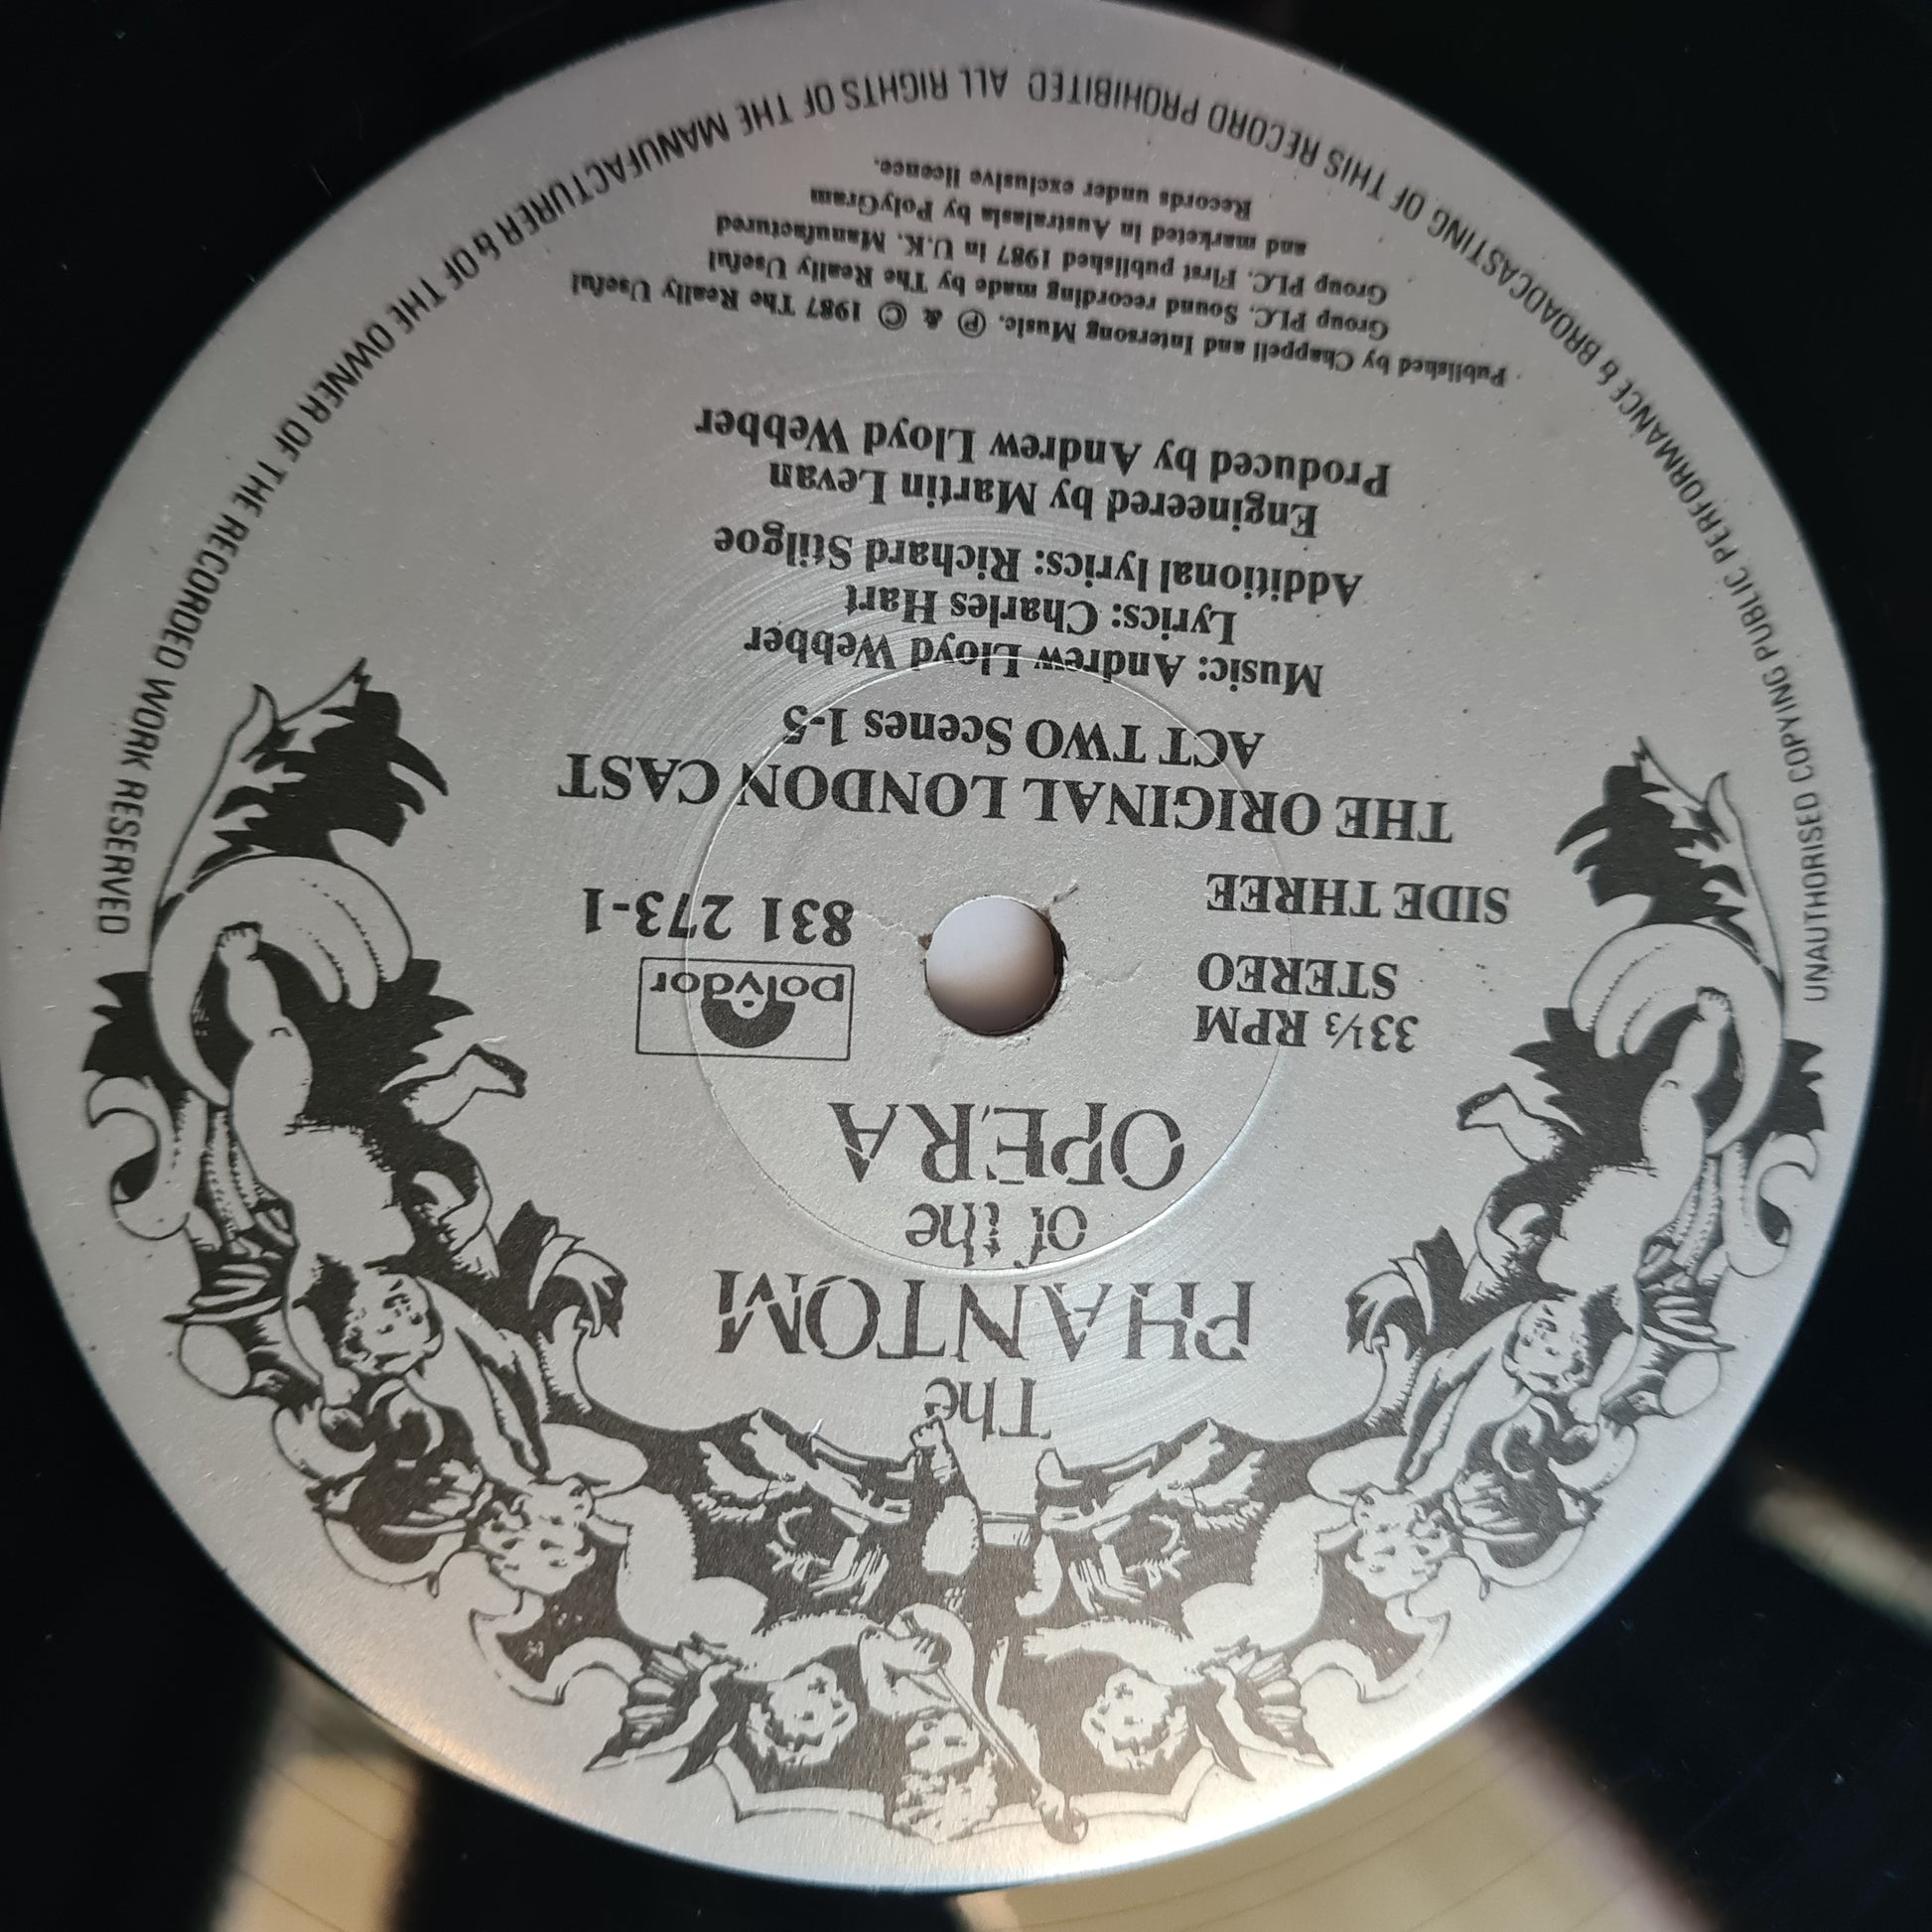 The
PHANTOM
of the
OPERA
33⅓ RPM
STEREO
SIDE THREE
polydor
831 273-1
THE ORIGINAL LONDON CAST
ACT TWO Scenes 1-5
Music: Andrew Lloyd Webber
Lyrics: Charles Hart
Additional lyrics: Richard Stilgoe
Engineered by Martin Levan
Produced by Andrew Lloyd Webber
Published by Chappell and Intersong Music. ℗ & © 1987 The Really Useful
Group PLC. Sound recording made by The Really Useful
Group PLC. First published 1987 in U.K. Manufactured
and marketed in Australasia by PolyGram
Records under exclusive licence.
UNAUTHORISED COPYING PUBLIC PERFORMANCE & BROADCASTING OF THIS RECORD PROHIBITED ALL RIGHTS OF THE MANUFACTURER & OF THE OWNER OF THE RECORDED WORK RESERVED